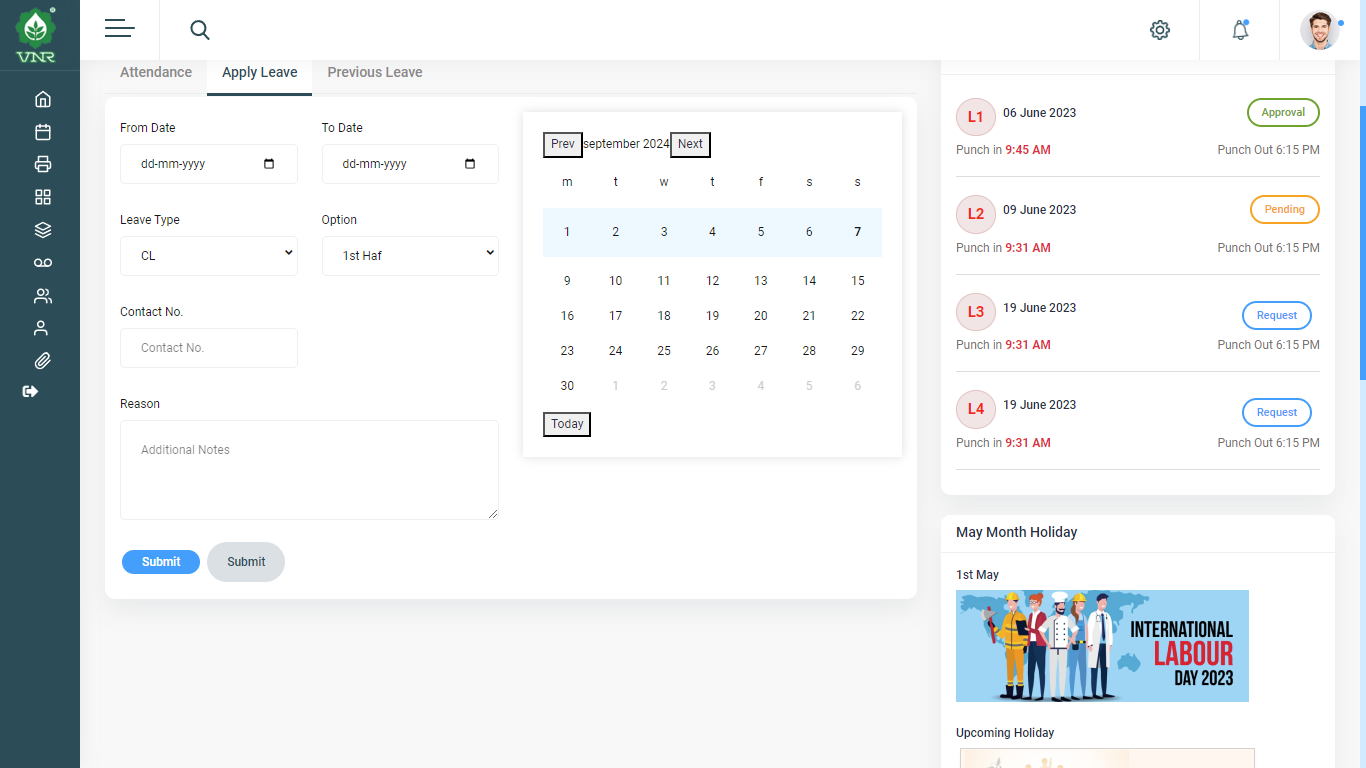 VNR
Attendance Apply Leave Previous Leave
From Date To Date
dd-mm-yyyy dd-mm-yyyy
Leave Type Option
CL 1st Haf
Contact No.
Contact No.
Reason
Additional Notes
Submit Submit
Prev september 2024 Next
m t w t f s s
1 2 3 4 5 6 7
9 10 11 12 13 14 15
16 17 18 19 20 21 22
23 24 25 26 27 28 29
30 1 2 3 4 5 6
Today
L1 06 June 2023 Approval
Punch in 9:45 AM Punch Out 6:15 PM
L2 09 June 2023 Pending
Punch in 9:31 AM Punch Out 6:15 PM
L3 19 June 2023 Request
Punch in 9:31 AM Punch Out 6:15 PM
L4 19 June 2023 Request
Punch in 9:31 AM Punch Out 6:15 PM
May Month Holiday
1st May
INTERNATIONAL
LABOUR
DAY 2023
Upcoming Holiday